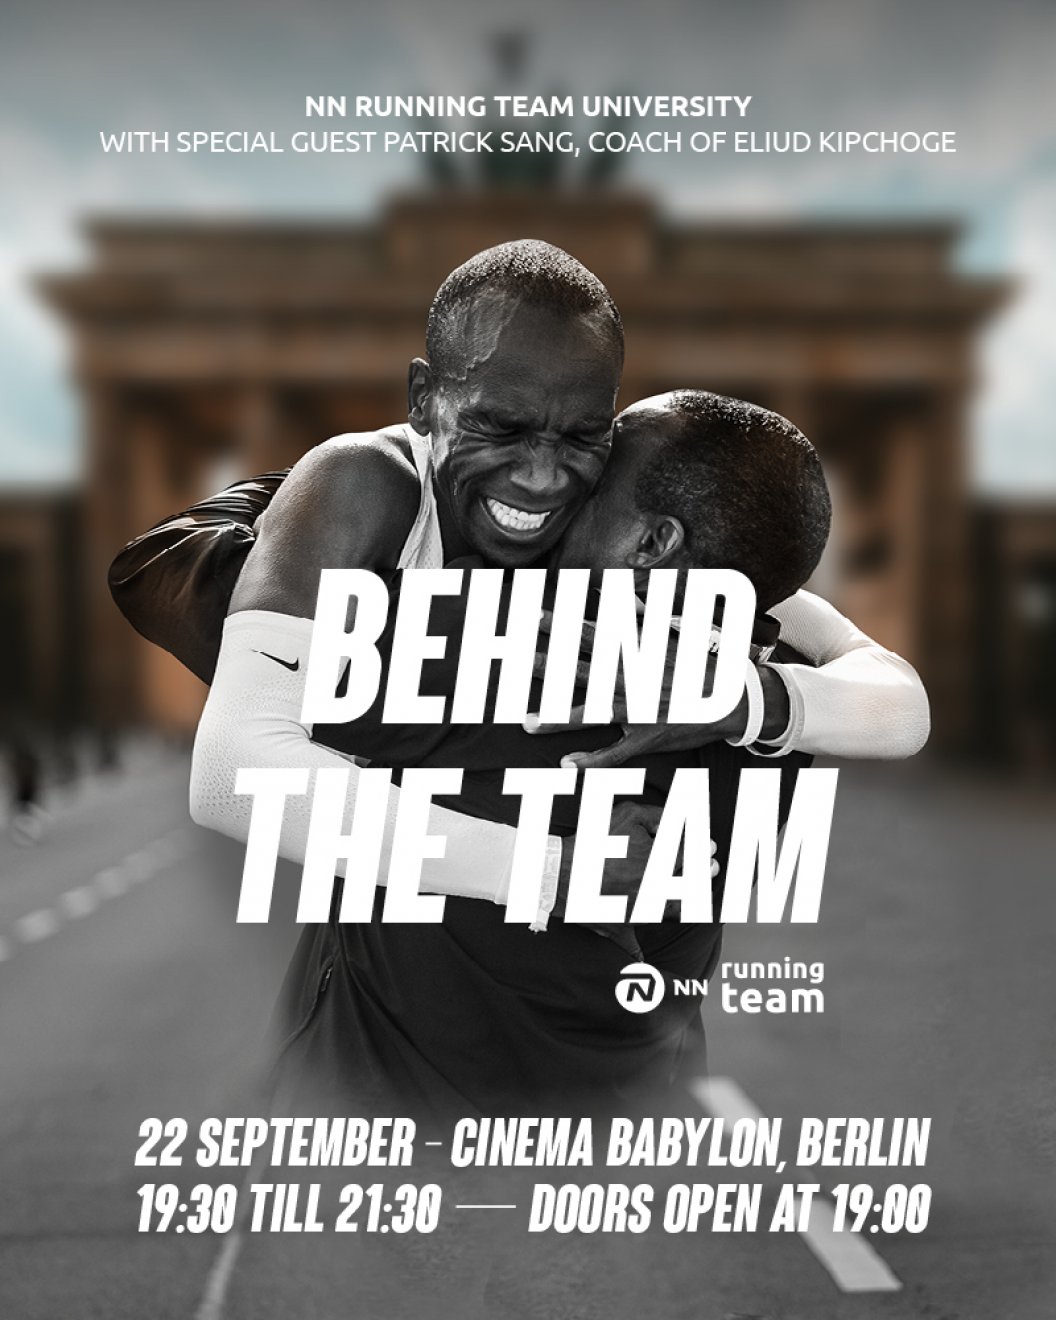 NN RUNNING TEAM UNIVERSITY
WITH SPECIAL GUEST PATRICK SANG, COACH OF ELIUD KIPCHOGE
BEHIND
THE TEAM
NN running
team
22 SEPTEMBER – CINEMA BABYLON, BERLIN
19:30 TILL 21:30 — DOORS OPEN AT 19:00